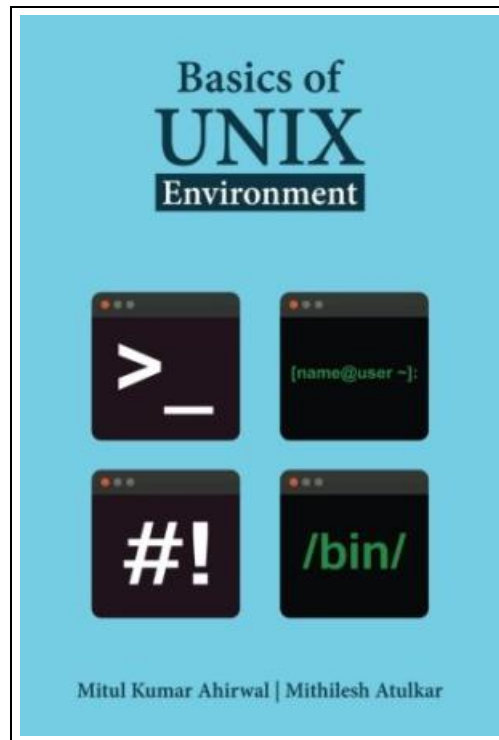 Basics of
UNIX
Environment
>_
[name@user ~]:
#!
/bin/
Mitul Kumar Ahirwal | Mithilesh Atulkar